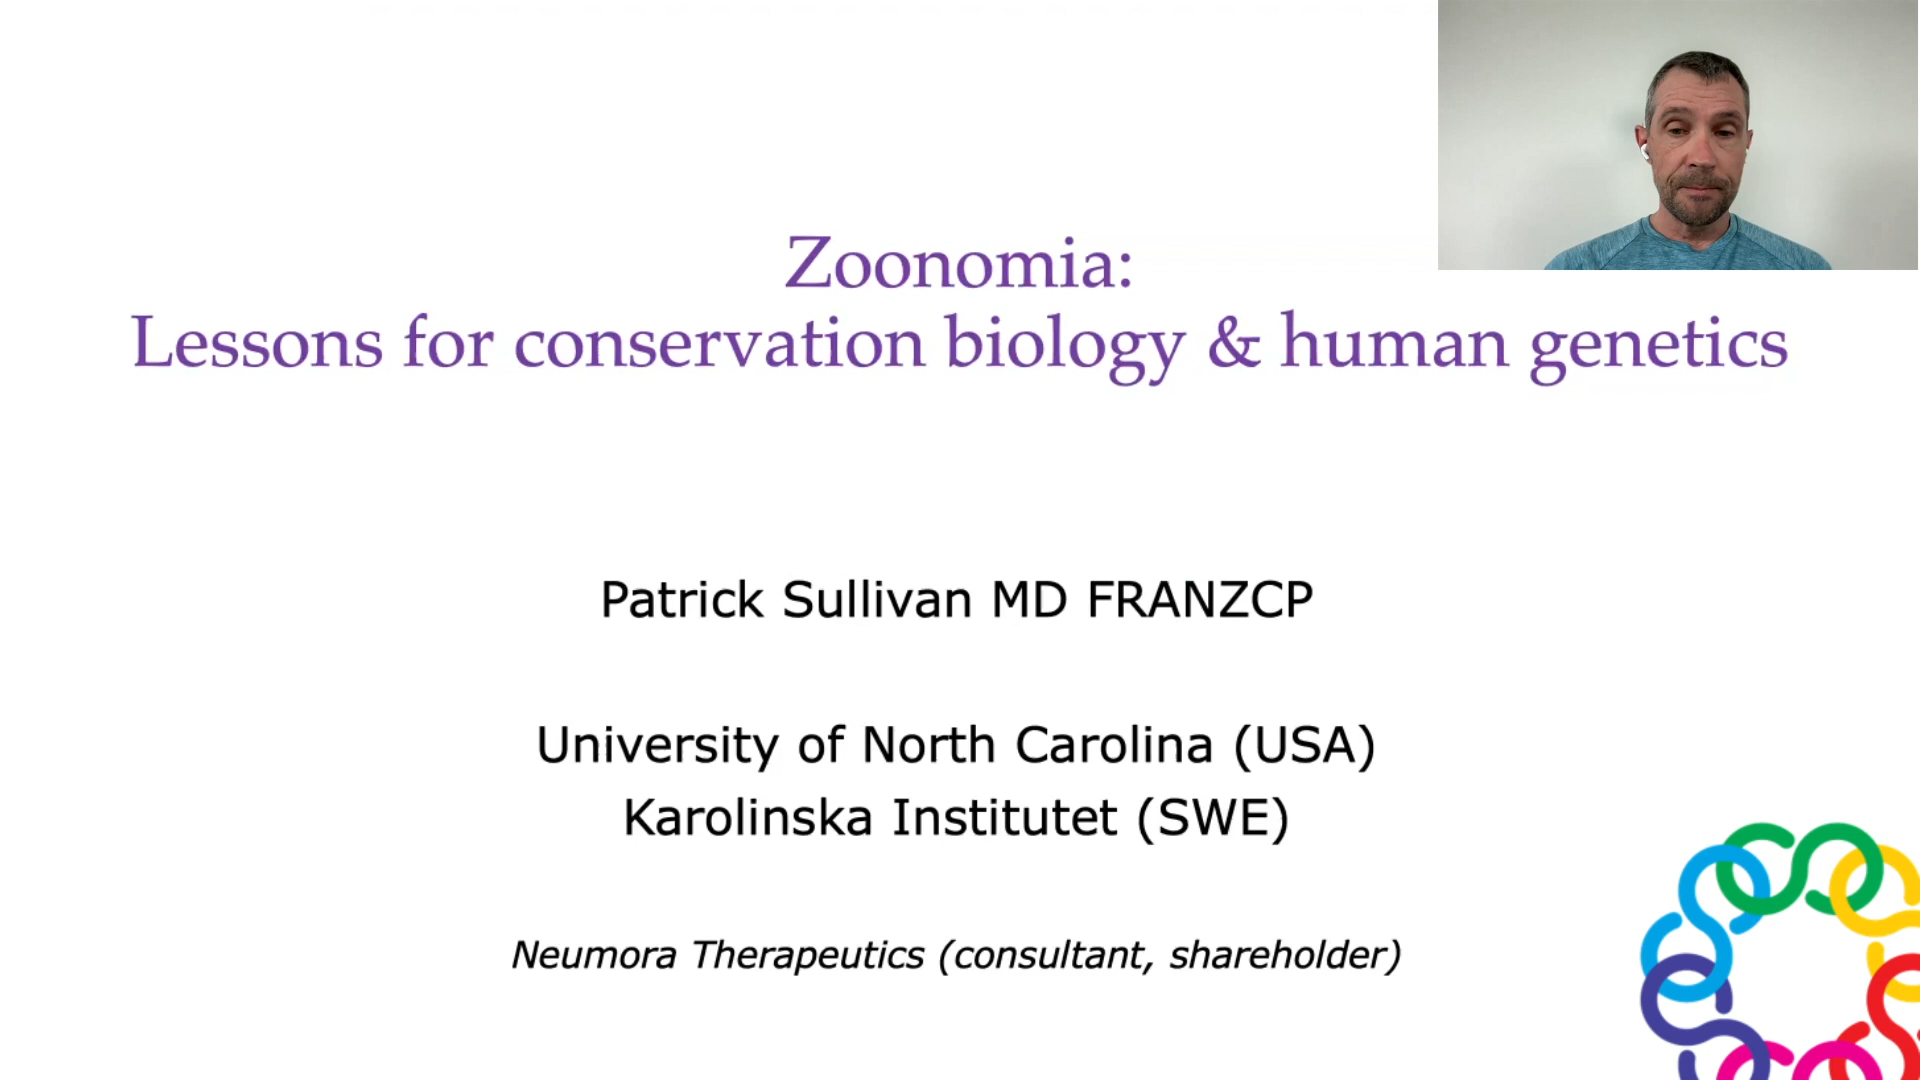 Zoonomia:
Lessons for conservation biology & human genetics
Patrick Sullivan MD FRANZCP
University of North Carolina (USA)
Karolinska Institutet (SWE)
Neumora Therapeutics (consultant, shareholder)